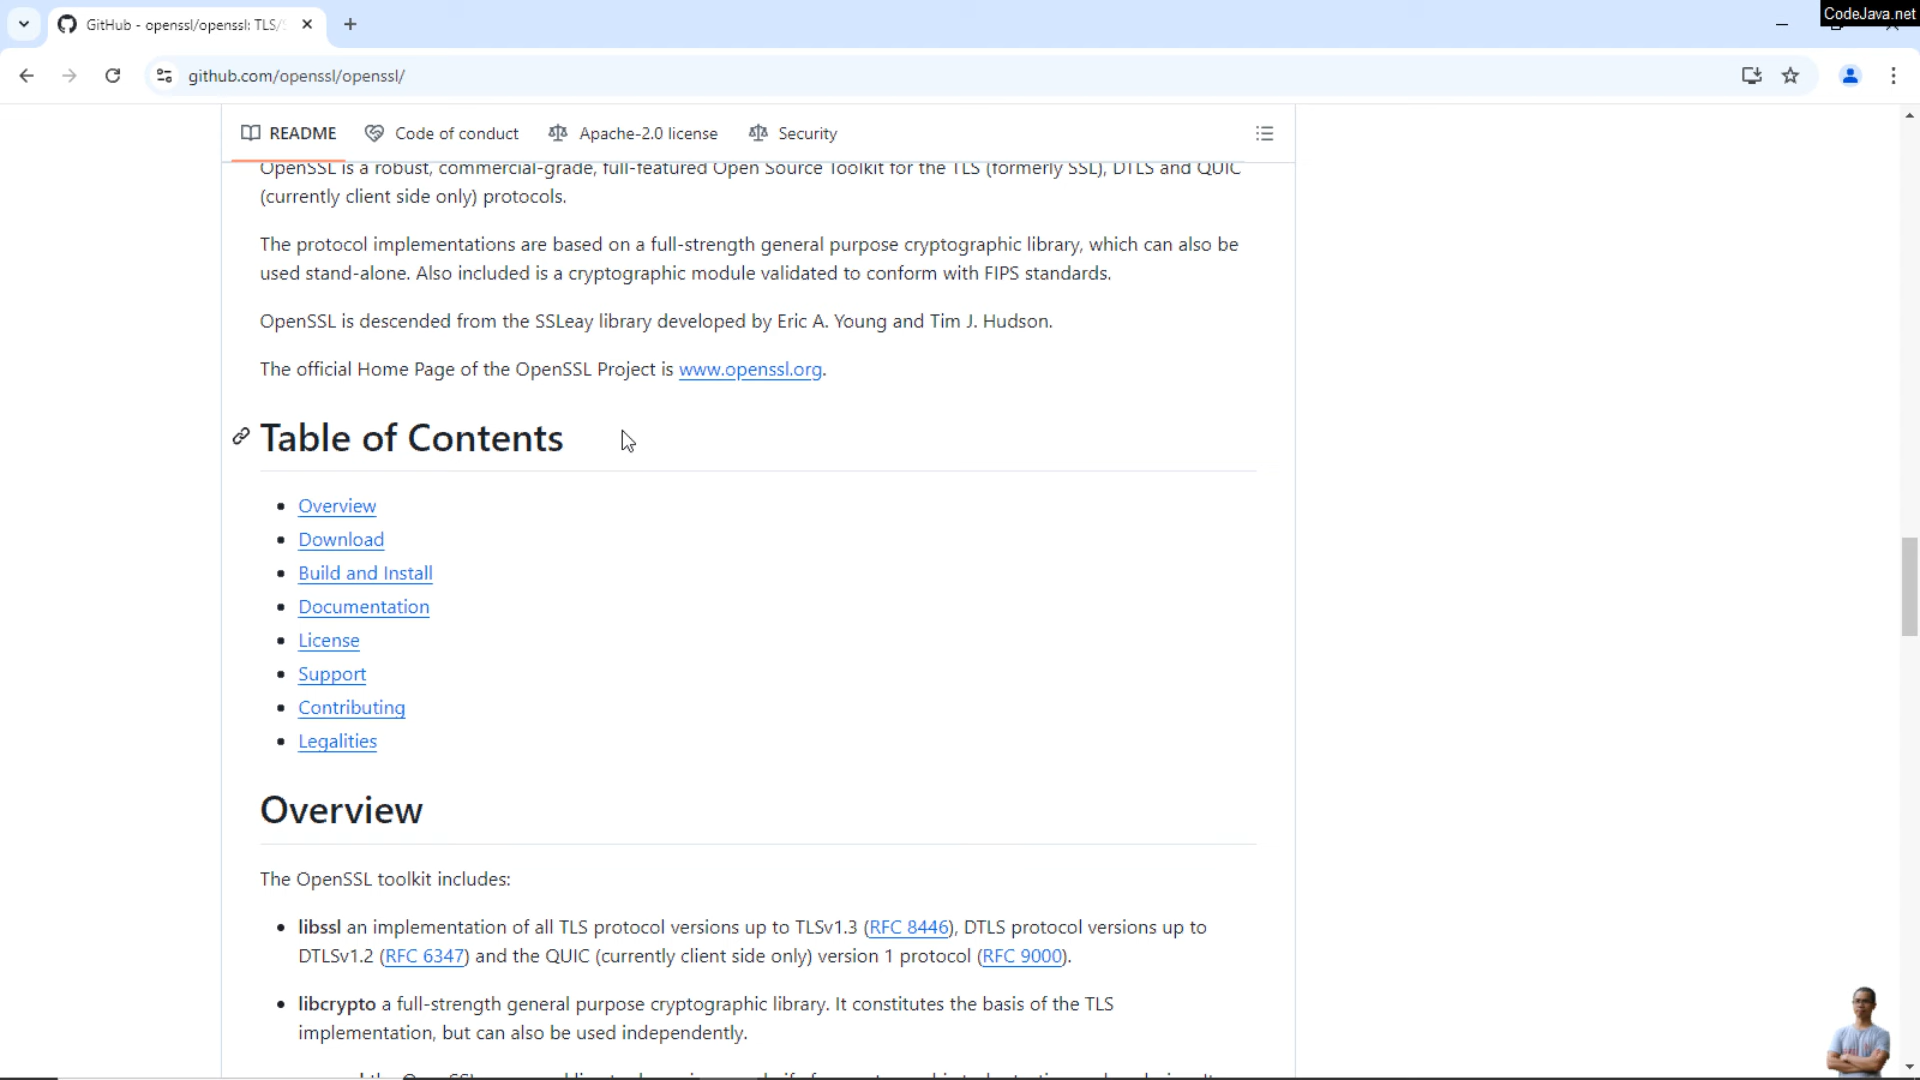 CodeJava.net
GitHub - openssl/openssl: TLS/
github.com/openssl/openssl/
README Code of conduct Apache-2.0 license Security
OpenSSL is a robust, commercial-grade, full-featured Open Source Toolkit for the TLS (formerly SSL), DTLS and QUIC
(currently client side only) protocols.
The protocol implementations are based on a full-strength general purpose cryptographic library, which can also be
used stand-alone. Also included is a cryptographic module validated to conform with FIPS standards.
OpenSSL is descended from the SSLeay library developed by Eric A. Young and Tim J. Hudson.
The official Home Page of the OpenSSL Project is www.openssl.org.
Table of Contents
• Overview
• Download
• Build and Install
• Documentation
• License
• Support
• Contributing
• Legalities
Overview
The OpenSSL toolkit includes:
• libssl an implementation of all TLS protocol versions up to TLSv1.3 (RFC 8446), DTLS protocol versions up to
DTLSv1.2 (RFC 6347) and the QUIC (currently client side only) version 1 protocol (RFC 9000).
• libcrypto a full-strength general purpose cryptographic library. It constitutes the basis of the TLS
implementation, but can also be used independently.